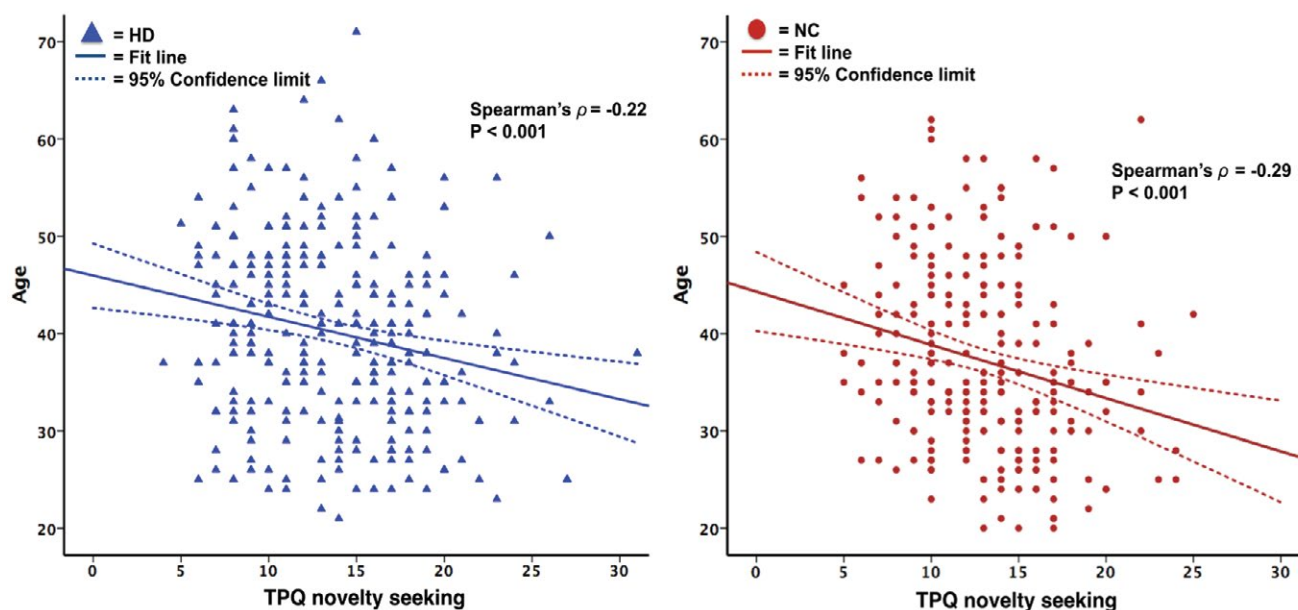 = HD
= Fit line
= 95% Confidence limit
Spearman's ρ = -0.22
P < 0.001
70
60
50
40
30
20
Age
0 5 10 15 20 25 30
TPQ novelty seeking
= NC
= Fit line
= 95% Confidence limit
Spearman's ρ = -0.29
P < 0.001
70
60
50
40
30
20
Age
0 5 10 15 20 25 30
TPQ novelty seeking